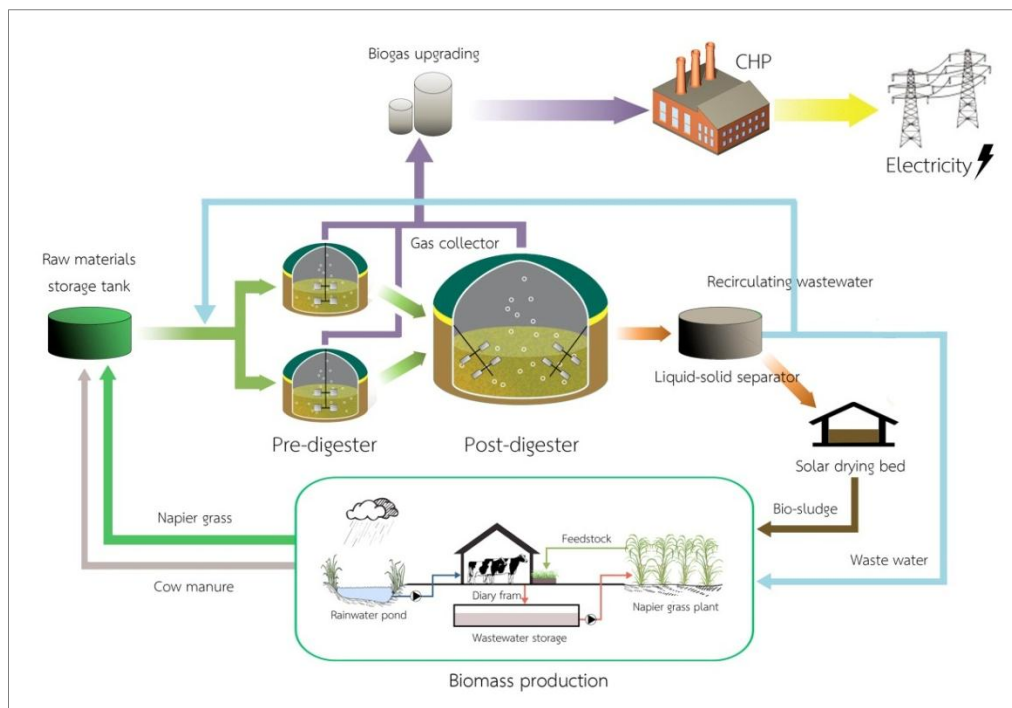 Biogas upgrading
CHP
Electricity
Raw materials
storage tank
Gas collector
Recirculating wastewater
Liquid-solid separator
Pre-digester
Post-digester
Solar drying bed
Napier grass
Bio-sludge
Cow manure
Waste water
Feedstock
Rainwater pond
Diary fram
Napier grass plant
Wastewater storage
Biomass production